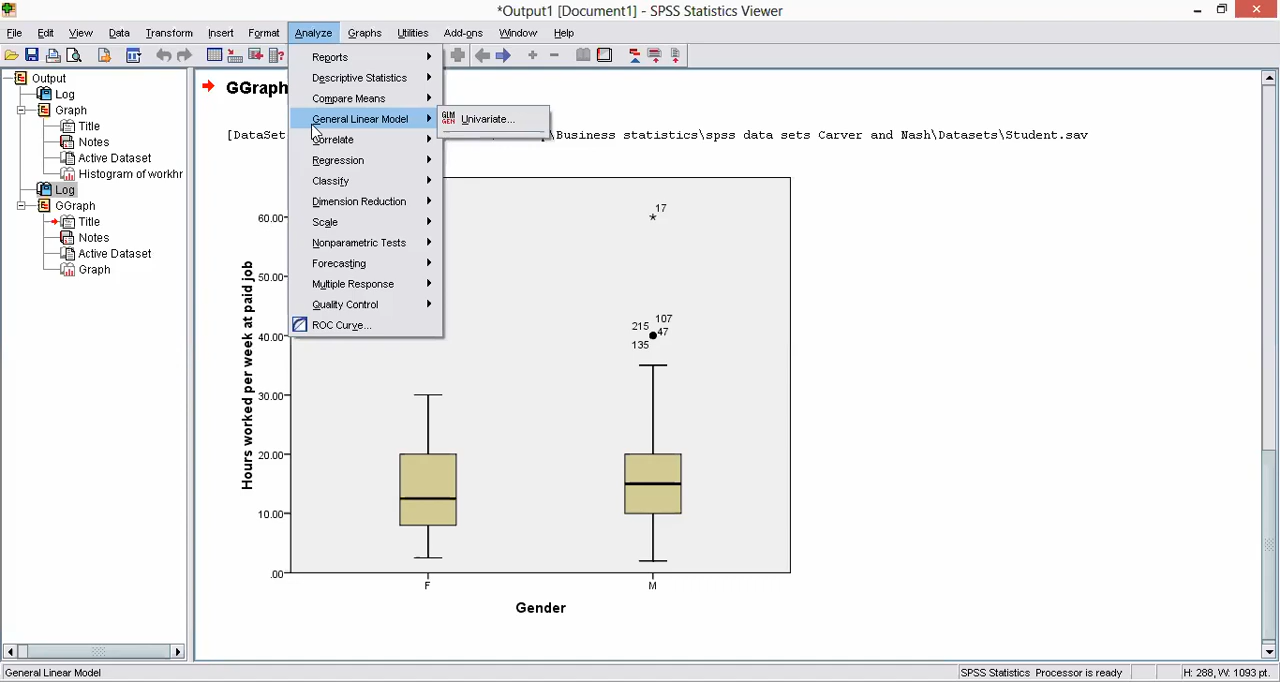 *Output1 [Document1] - SPSS Statistics Viewer
File Edit View Data Transform Insert Format Analyze Graphs Utilities Add-ons Window Help
Output
Log
Graph
Title
Notes
Active Dataset
Histogram of workhr
Log
GGraph
Title
Notes
Active Dataset
Graph
Reports
Descriptive Statistics
Compare Means
General Linear Model
Correlate
Regression
Classify
Dimension Reduction
Scale
Nonparametric Tests
Forecasting
Multiple Response
Quality Control
ROC Curve...
GLM
GEN
Univariate...
GGraph
[DataSet \Business statistics\spss data sets Carver and Nash\Datasets\Student.sav
Hours worked per week at paid job
60.00
50.00
40.00
30.00
20.00
10.00
.00
17
215 107
47
135
F M
Gender
General Linear Model
SPSS Statistics Processor is ready
H: 288, W: 1093 pt.